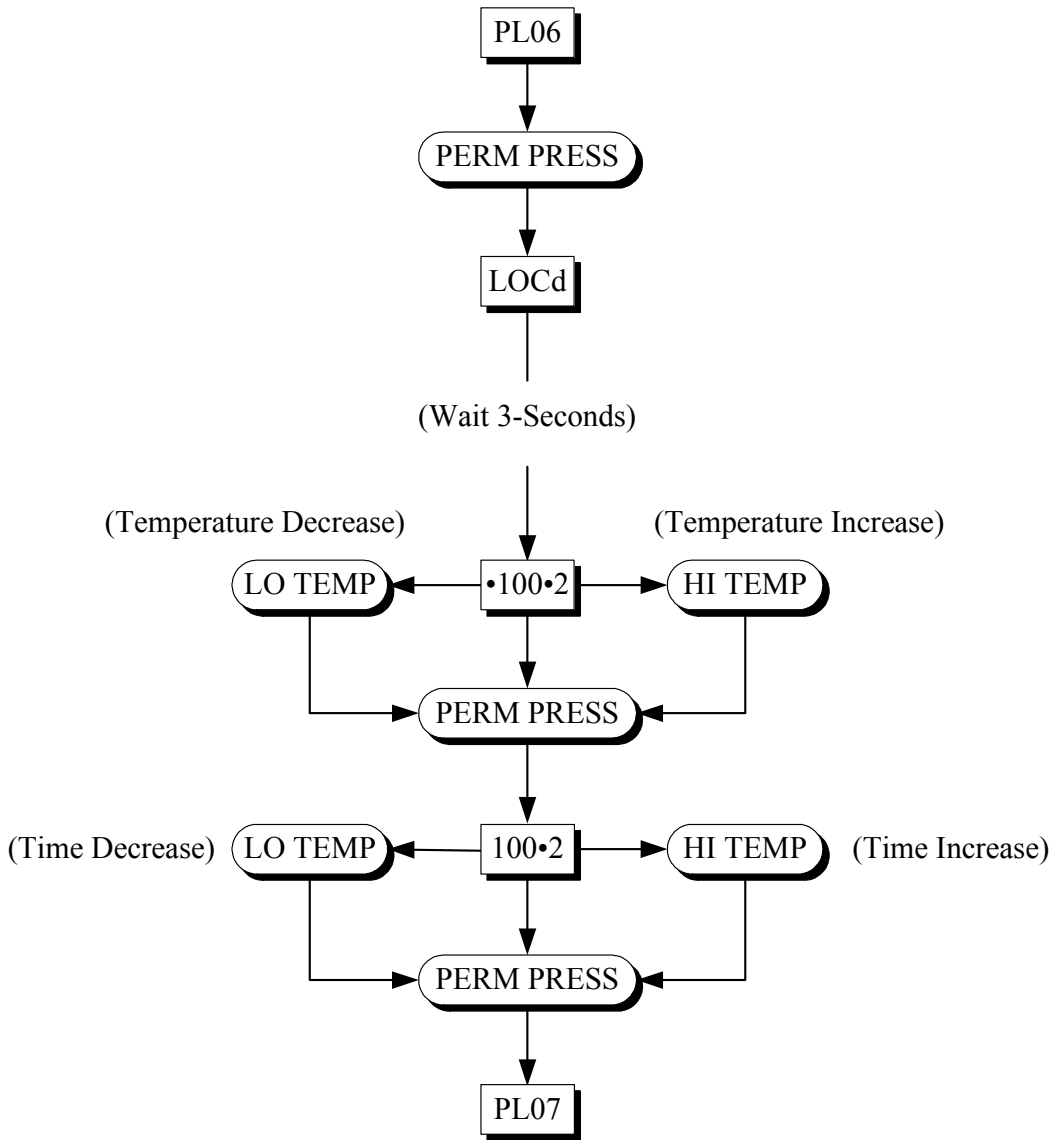 PL06
PERM PRESS
LOCd
(Wait 3-Seconds)
(Temperature Decrease)
(Temperature Increase)
LO TEMP
•100•2
HI TEMP
PERM PRESS
(Time Decrease)
LO TEMP
100•2
HI TEMP
(Time Increase)
PERM PRESS
PL07